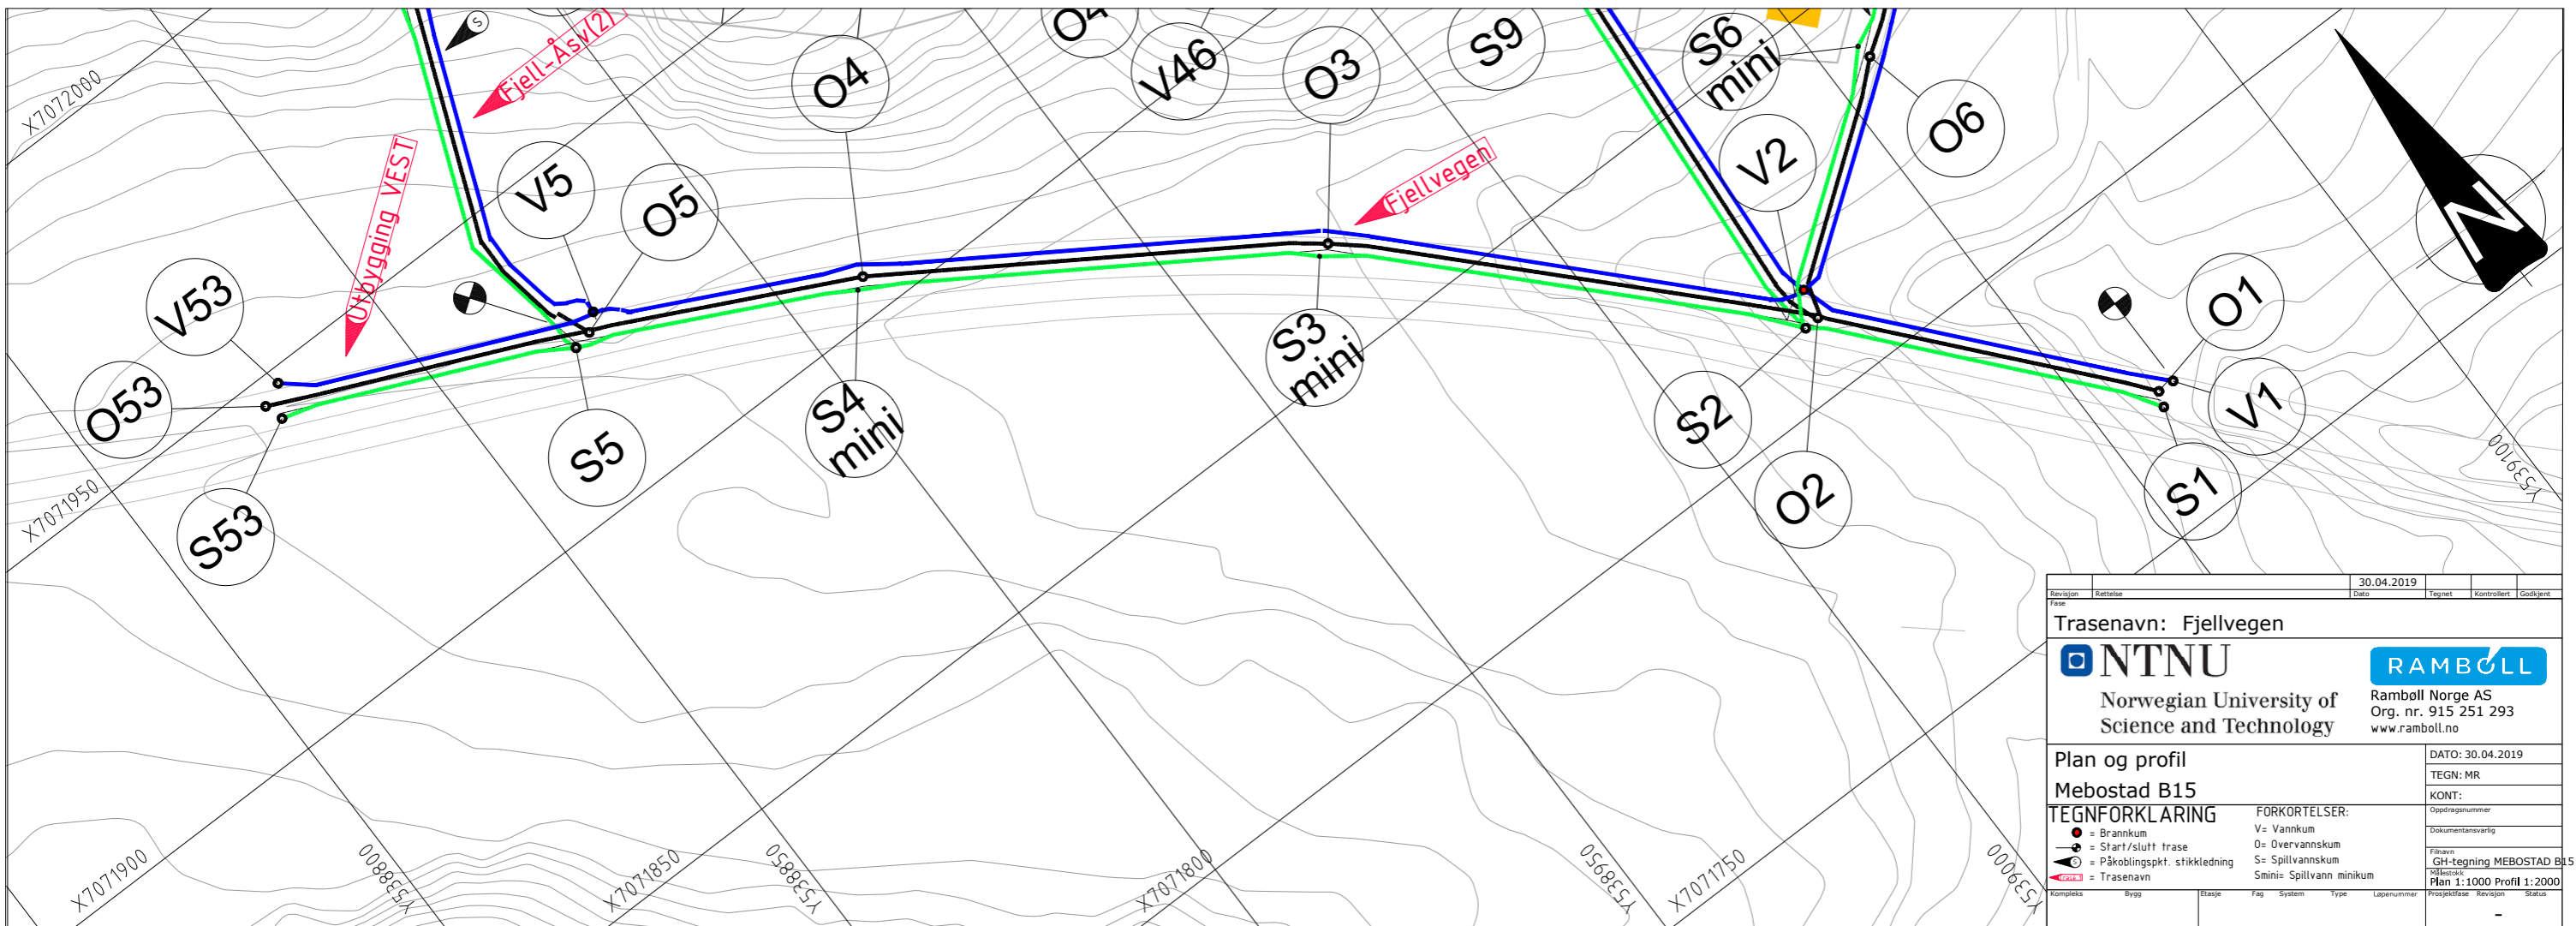 X7072000
S
Fjell-Åsv(2)
O4
V46
O3
S9
S6
mini
O6
Utbygging VEST
V5
O5
Fjellvegen
V2
N
V53
O53
O1
V1
S3
mini
S4
mini
S5
S2
O2
S1
S53
X7071950
Y539100
X7071900
Y538800
X7071850
Y538850
X7071800
Y538950
X7071750
Y539000
30.04.2019
Revisjon Rettelse Dato Tegnet Kontrollert Godkjent
Fase
Trasenavn: Fjellvegen
NTNU
Norwegian University of
Science and Technology
RAMBOLL
Rambøll Norge AS
Org. nr. 915 251 293
www.ramboll.no
Plan og profil
Mebostad B15
DATO: 30.04.2019
TEGN: MR
KONT:
TEGNFORKLARING
= Brannkum
= Start/slutt trase
S = Påkoblingspkt. stikkledning
= Trasenavn
FORKORTELSER:
V= Vannkum
O= Overvannskum
S= Spillvannskum
Smini= Spillvann minikum
Oppdragsnummer
Dokumentansvarlig
Filnavn
GH-tegning MEBOSTAD B15
Målestokk
Plan 1:1000 Profil 1:2000
Kompleks Bygg Etasje Fag System Type Løpenummer Prosjektfase Revisjon Status
-